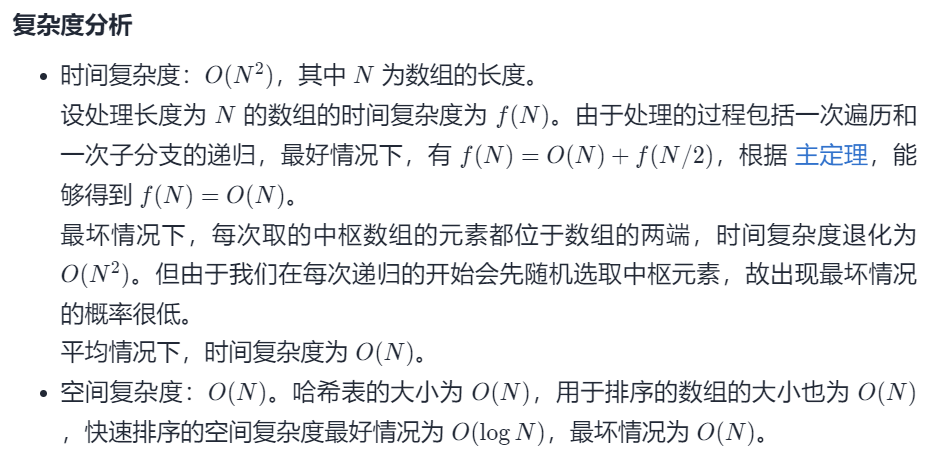 复杂度分析
• 时间复杂度：O(N²)，其中 N 为数组的长度。
设处理长度为 N 的数组的时间复杂度为 f(N)。由于处理的过程包括一次遍历和
一次子分支的递归，最好情况下，有 f(N) = O(N) + f(N/2)，根据 主定理，能
够得到 f(N) = O(N)。
最坏情况下，每次取的中枢数组的元素都位于数组的两端，时间复杂度退化为
O(N²)。但由于我们在每次递归的开始会先随机选取中枢元素，故出现最坏情况
的概率很低。
平均情况下，时间复杂度为 O(N)。
• 空间复杂度：O(N)。哈希表的大小为 O(N)，用于排序的数组的大小也为 O(N)
，快速排序的空间复杂度最好情况为 O(log N)，最坏情况为 O(N)。